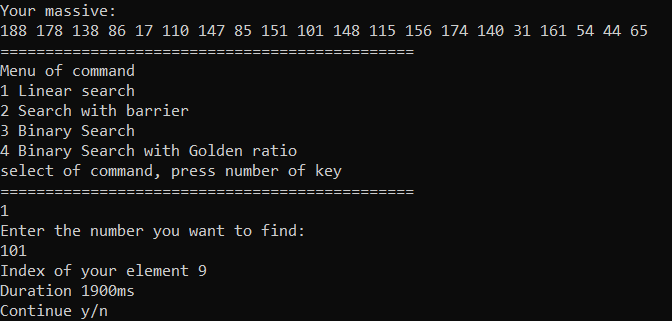 Your massive:
188 178 138 86 17 110 147 85 151 101 148 115 156 174 140 31 161 54 44 65
==============================================
Menu of command
1 Linear search
2 Search with barrier
3 Binary Search
4 Binary Search with Golden ratio
select of command, press number of key
==============================================
1
Enter the number you want to find:
101
Index of your element 9
Duration 1900ms
Continue y/n